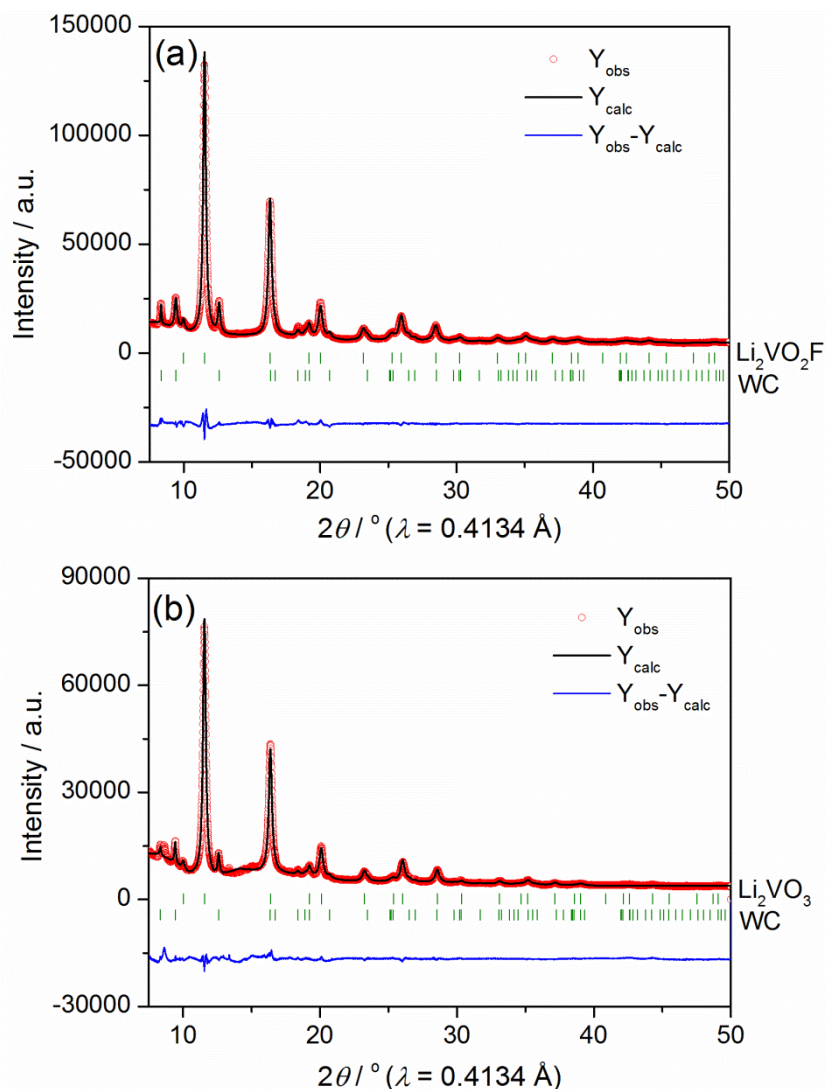 (a)
150000
100000
50000
0
-50000
Intensity / a.u.
Y_obs
Y_calc
Y_obs-Y_calc
Li₂VO₂F
WC
10 20 30 40 50
2θ / ° (λ = 0.4134 Å)
(b)
90000
60000
30000
0
-30000
Intensity / a.u.
Y_obs
Y_calc
Y_obs-Y_calc
Li₂VO₃
WC
10 20 30 40 50
2θ / ° (λ = 0.4134 Å)